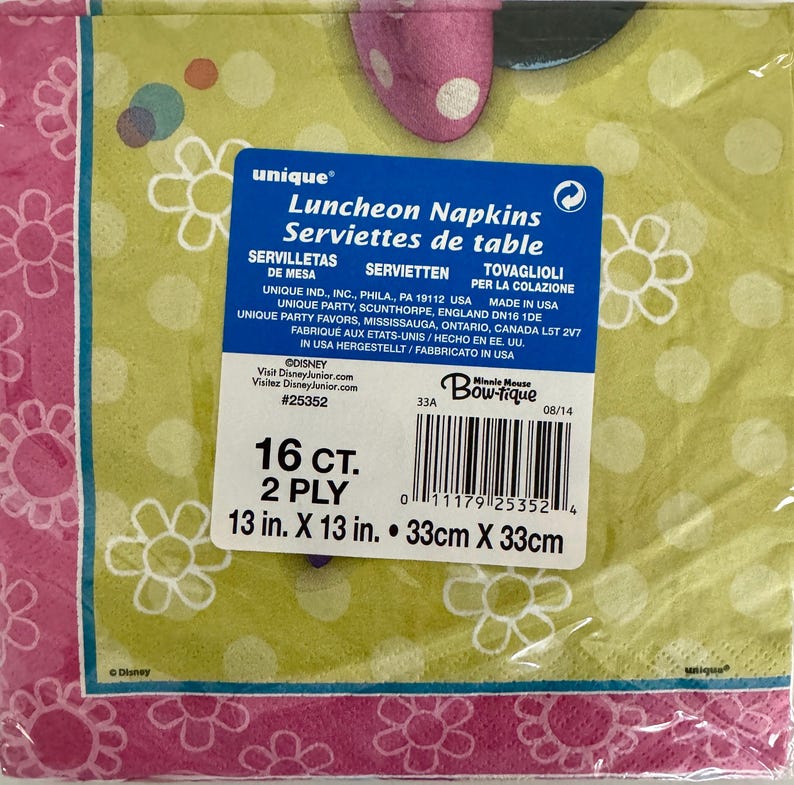 unique®
Luncheon Napkins
Serviettes de table
SERVILLETAS DE MESA
SERVIETTEN
TOVAGLIOLI PER LA COLAZIONE
UNIQUE IND., INC., PHILA., PA 19112 USA MADE IN USA
UNIQUE PARTY, SCUNTHORPE, ENGLAND DN16 1DE
UNIQUE PARTY FAVORS, MISSISSAUGA, ONTARIO, CANADA L5T 2V7
FABRIQUÉ AUX ETATS-UNIS / HECHO EN EE. UU.
IN USA HERGESTELLT / FABBRICATO IN USA
©DISNEY
Visit DisneyJunior.com
Visitez DisneyJunior.com
#25352
Minnie Mouse
Bow-tique
33A 08/14
0 11179 25352 4
16 CT.
2 PLY
13 in. X 13 in. • 33cm X 33cm
© Disney
unique®